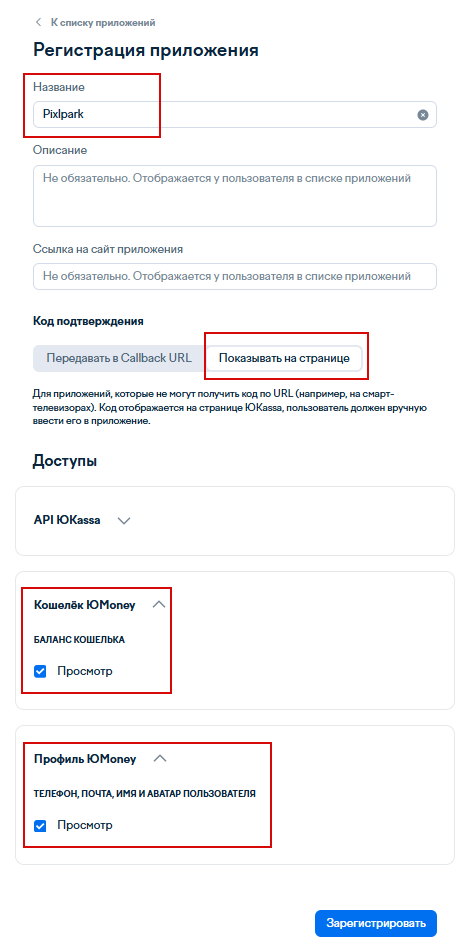 К списку приложений
Регистрация приложения
Название
Pixlpark
Описание
Не обязательно. Отображается у пользователя в списке приложений
Ссылка на сайт приложения
Не обязательно. Отображается у пользователя в списке приложений
Код подтверждения
Передавать в Callback URL Показывать на странице
Для приложений, которые не могут получить код по URL (например, на смарт-
телевизорах). Код отображается на странице ЮKassa, пользователь должен вручную
ввести его в приложение.
Доступы
API ЮKassa
Кошелёк ЮMoney
БАЛАНС КОШЕЛЬКА
Просмотр
Профиль ЮMoney
ТЕЛЕФОН, ПОЧТА, ИМЯ И АВАТАР ПОЛЬЗОВАТЕЛЯ
Просмотр
Зарегистрировать